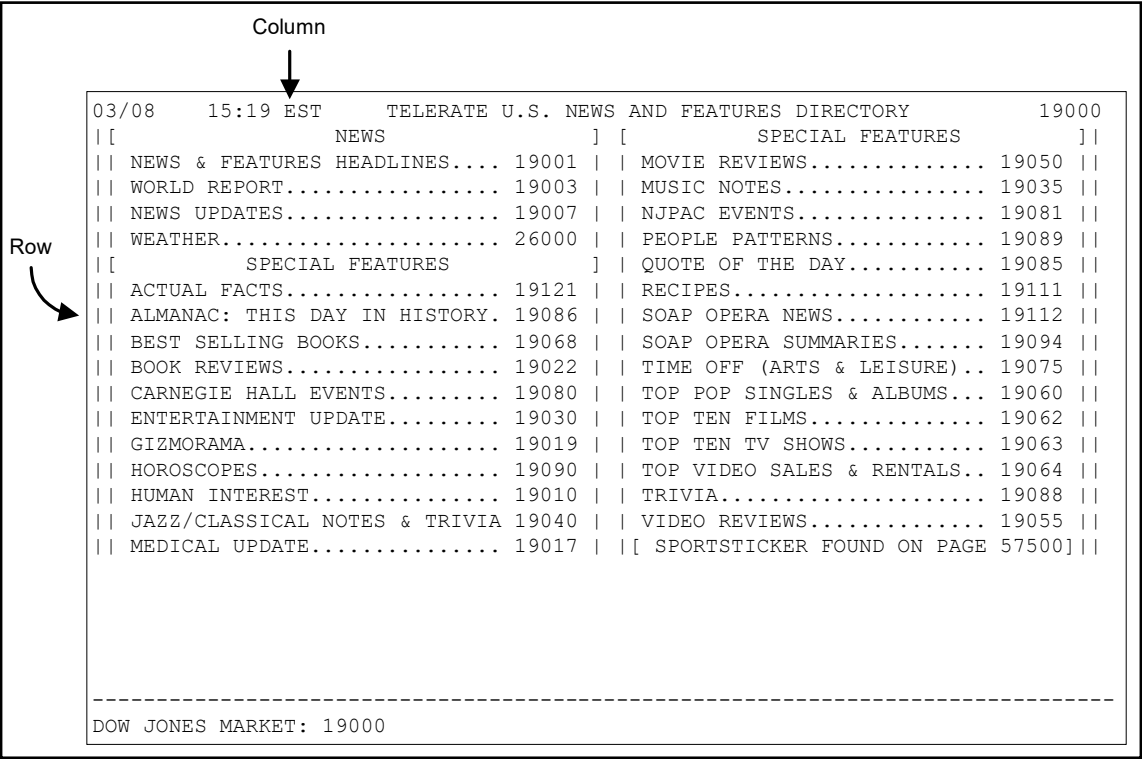 Column
03/08    15:19 EST     TELERATE U.S. NEWS AND FEATURES DIRECTORY          19000
|[                 NEWS                ] [          SPECIAL FEATURES         ]|
|| NEWS & FEATURES HEADLINES.... 19001 | | MOVIE REVIEWS.............. 19050 ||
|| WORLD REPORT................. 19003 | | MUSIC NOTES................ 19035 ||
|| NEWS UPDATES................. 19007 | | NJPAC EVENTS............... 19081 ||
Row
|| WEATHER...................... 26000 | | PEOPLE PATTERNS............ 19089 ||
|[          SPECIAL FEATURES           ] | QUOTE OF THE DAY........... 19085 ||
|| ACTUAL FACTS................. 19121 | | RECIPES.................... 19111 ||
|| ALMANAC: THIS DAY IN HISTORY. 19086 | | SOAP OPERA NEWS............ 19112 ||
|| BEST SELLING BOOKS........... 19068 | | SOAP OPERA SUMMARIES....... 19094 ||
|| BOOK REVIEWS................. 19022 | | TIME OFF (ARTS & LEISURE).. 19075 ||
|| CARNEGIE HALL EVENTS......... 19080 | | TOP POP SINGLES & ALBUMS... 19060 ||
|| ENTERTAINMENT UPDATE......... 19030 | | TOP TEN FILMS.............. 19062 ||
|| GIZMORAMA.................... 19019 | | TOP TEN TV SHOWS........... 19063 ||
|| HOROSCOPES................... 19090 | | TOP VIDEO SALES & RENTALS.. 19064 ||
|| HUMAN INTEREST............... 19010 | | TRIVIA..................... 19088 ||
|| JAZZ/CLASSICAL NOTES & TRIVIA 19040 | | VIDEO REVIEWS.............. 19055 ||
|| MEDICAL UPDATE............... 19017 | |[ SPORTSTICKER FOUND ON PAGE 57500]||
--------------------------------------------------------------------------------
DOW JONES MARKET: 19000